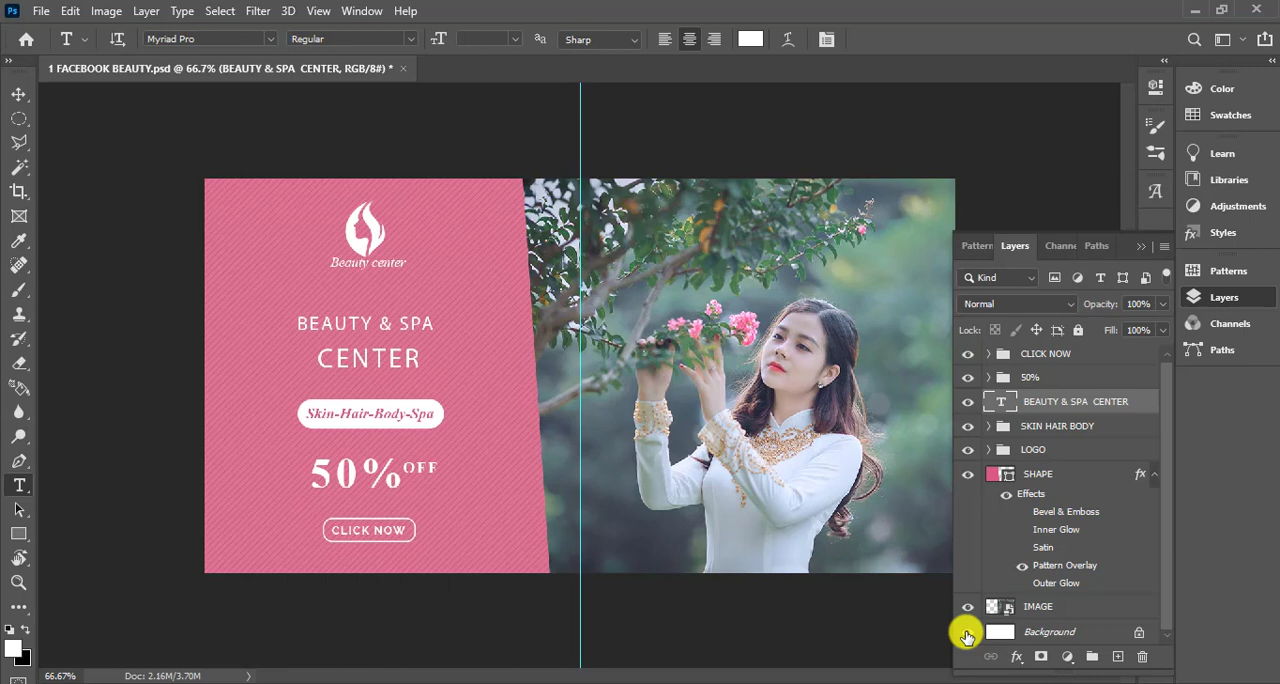 Ps File Edit Image Layer Type Select Filter 3D View Window Help
T Myriad Pro Regular Sharp
1 FACEBOOK BEAUTY.psd @ 66.7% (BEAUTY & SPA  CENTER, RGB/8#) *
Beauty center
BEAUTY & SPA
CENTER
Skin-Hair-Body-Spa
50%OFF
CLICK NOW
Pattern Layers Channe Paths
Kind
Normal Opacity: 100%
Lock: Fill: 100%
CLICK NOW
50%
T BEAUTY & SPA  CENTER
SKIN HAIR BODY
LOGO
SHAPE fx
Effects
Bevel & Emboss
Inner Glow
Satin
Pattern Overlay
Outer Glow
IMAGE
Background
fx
Color
Swatches
Learn
Libraries
Adjustments
fx Styles
Patterns
Layers
Channels
Paths
66.67% Doc: 2.16M/3.70M